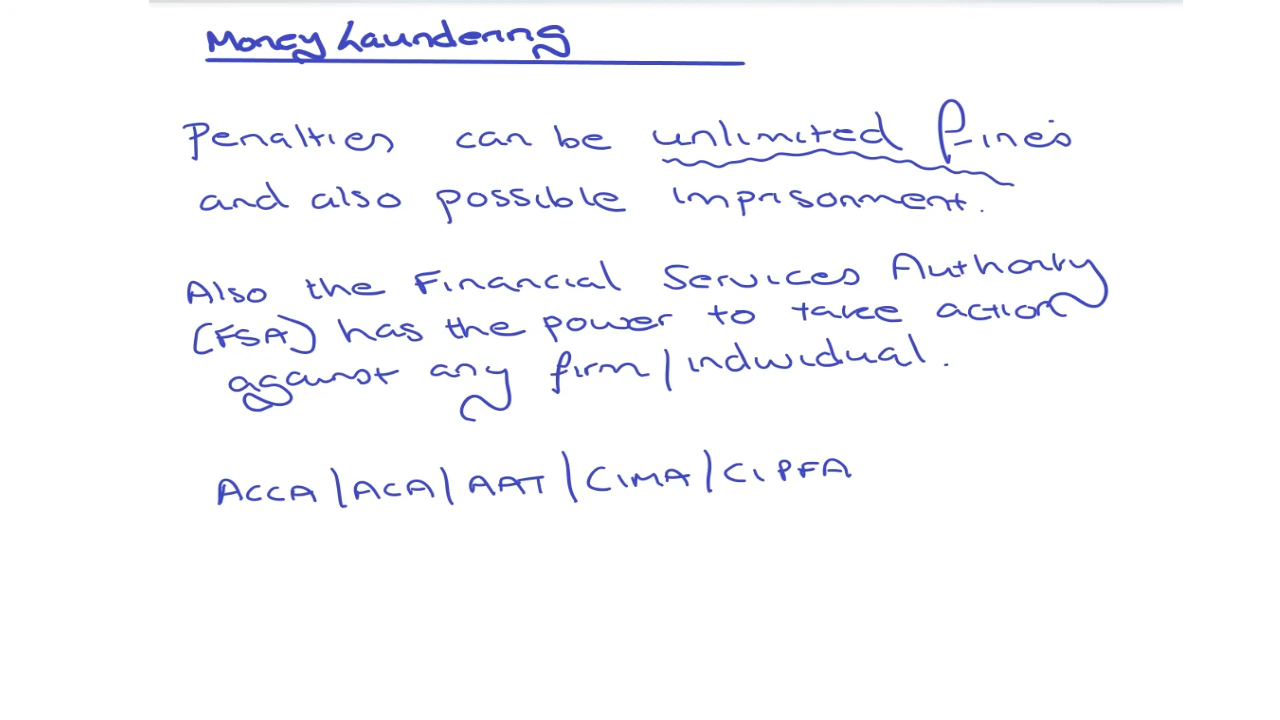 Money Laundering
Penalties can be unlimited fines
and also possible imprisonment.
Also the Financial Services Authority
(FSA) has the power to take action
against any firm/individual.
ACCA/ACA/AAT/CIMA/CIPFA